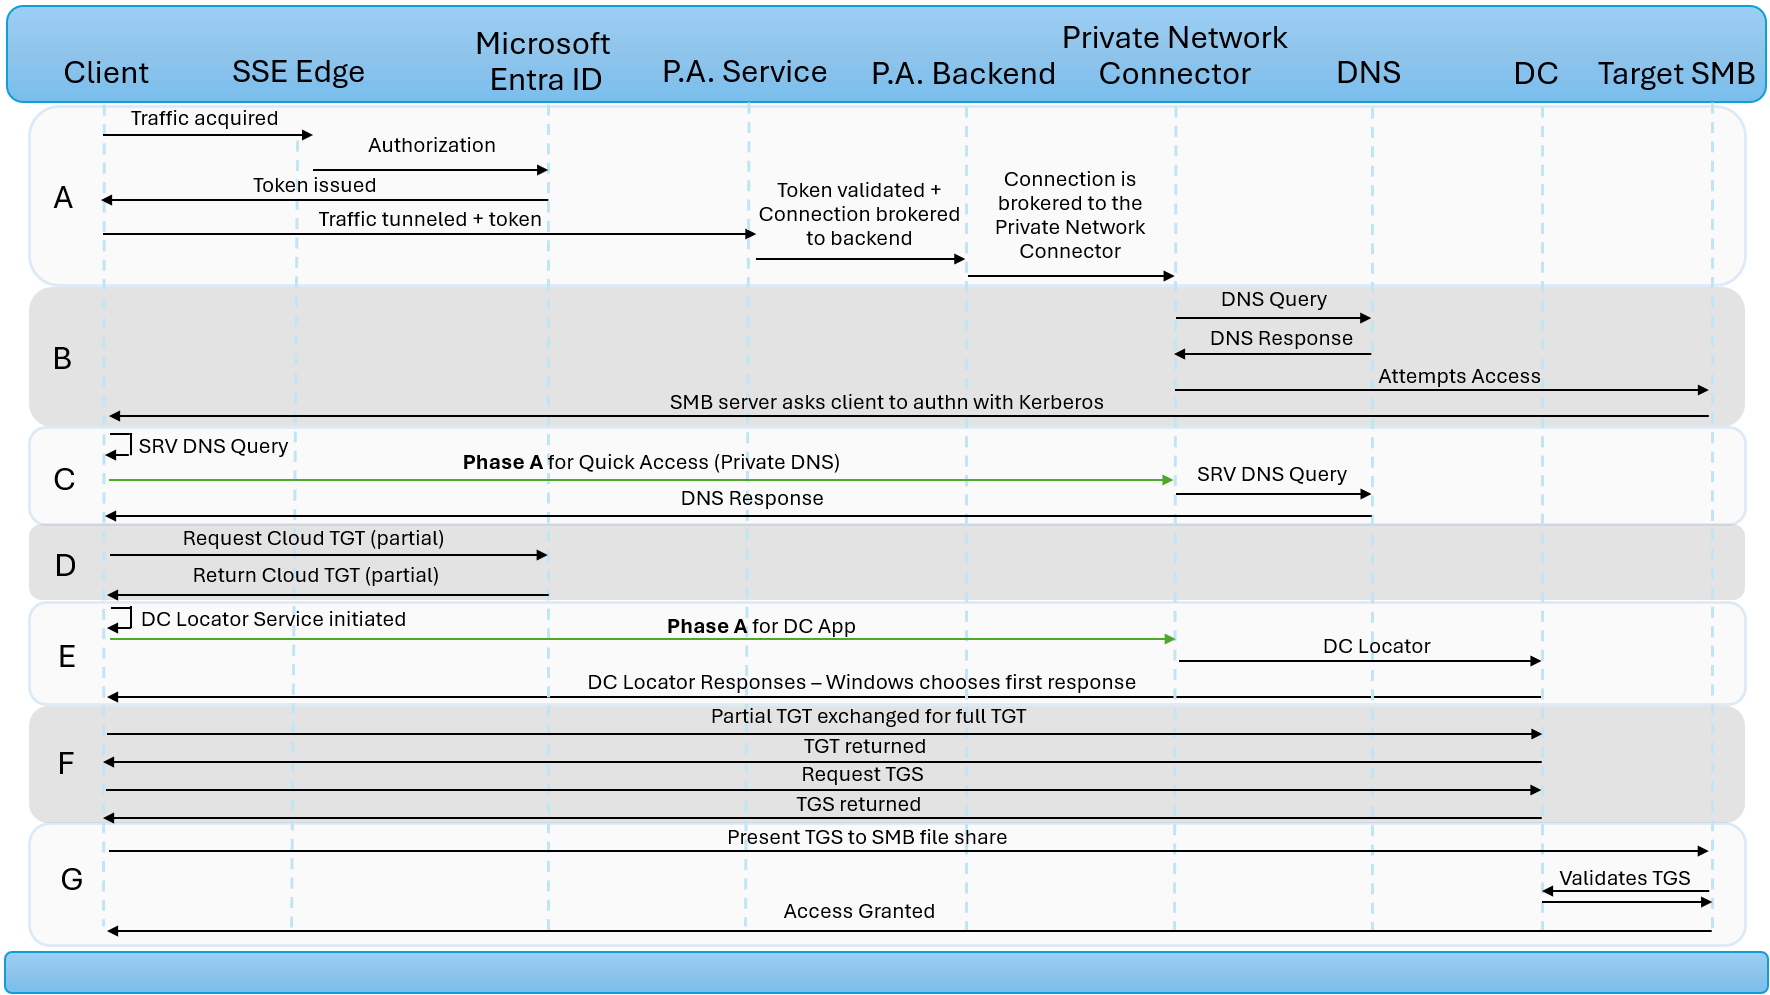 Client
SSE Edge
Microsoft
Entra ID
P.A. Service
P.A. Backend
Private Network
Connector
DNS
DC
Target SMB
A
Traffic acquired
Authorization
Token issued
Traffic tunneled + token
Token validated +
Connection brokered
to backend
Connection is
brokered to the
Private Network
Connector
B
DNS Query
DNS Response
Attempts Access
SMB server asks client to authn with Kerberos
C
SRV DNS Query
Phase A for Quick Access (Private DNS)
SRV DNS Query
DNS Response
D
Request Cloud TGT (partial)
Return Cloud TGT (partial)
E
DC Locator Service initiated
Phase A for DC App
DC Locator
DC Locator Responses – Windows chooses first response
F
Partial TGT exchanged for full TGT
TGT returned
Request TGS
TGS returned
G
Present TGS to SMB file share
Validates TGS
Access Granted